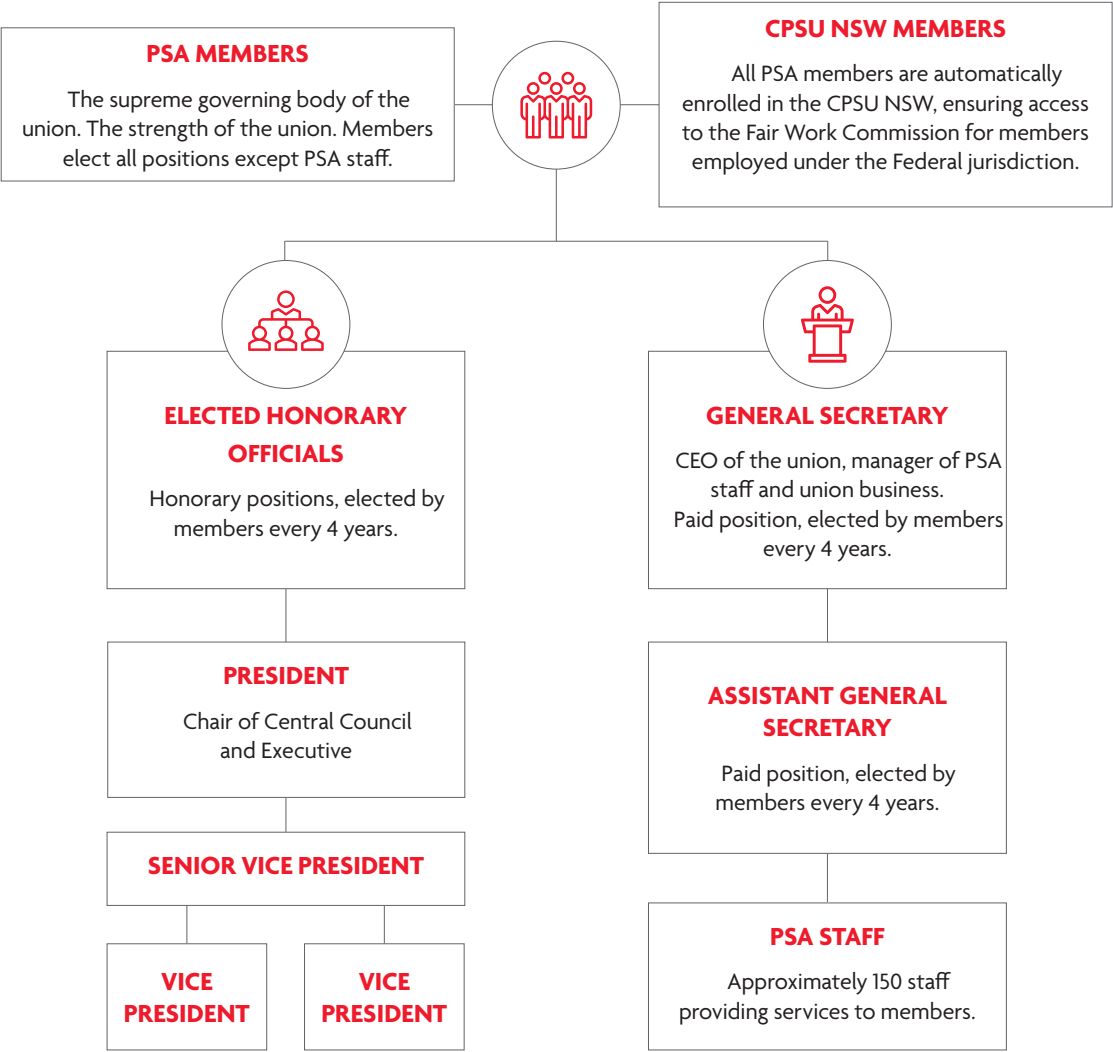 PSA MEMBERS
The supreme governing body of the
union. The strength of the union. Members
elect all positions except PSA staff.
CPSU NSW MEMBERS
All PSA members are automatically
enrolled in the CPSU NSW, ensuring access
to the Fair Work Commission for members
employed under the Federal jurisdiction.
ELECTED HONORARY
OFFICIALS
Honorary positions, elected by
members every 4 years.
GENERAL SECRETARY
CEO of the union, manager of PSA
staff and union business.
Paid position, elected by members
every 4 years.
PRESIDENT
Chair of Central Council
and Executive
ASSISTANT GENERAL
SECRETARY
Paid position, elected by
members every 4 years.
SENIOR VICE PRESIDENT
VICE
PRESIDENT
VICE
PRESIDENT
PSA STAFF
Approximately 150 staff
providing services to members.